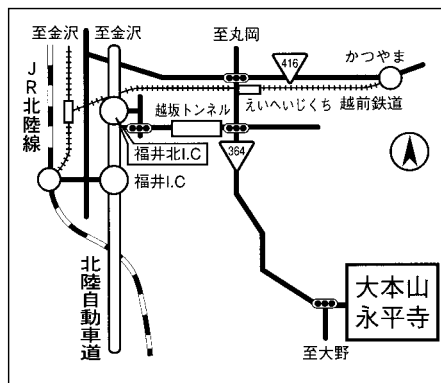 至金沢
至金沢
至丸岡
416
かつやま
JR北陸線
越坂トンネル
えいへいじくち
越前鉄道
福井北I.C
364
福井I.C
北陸自動車道
大本山
永平寺
至大野